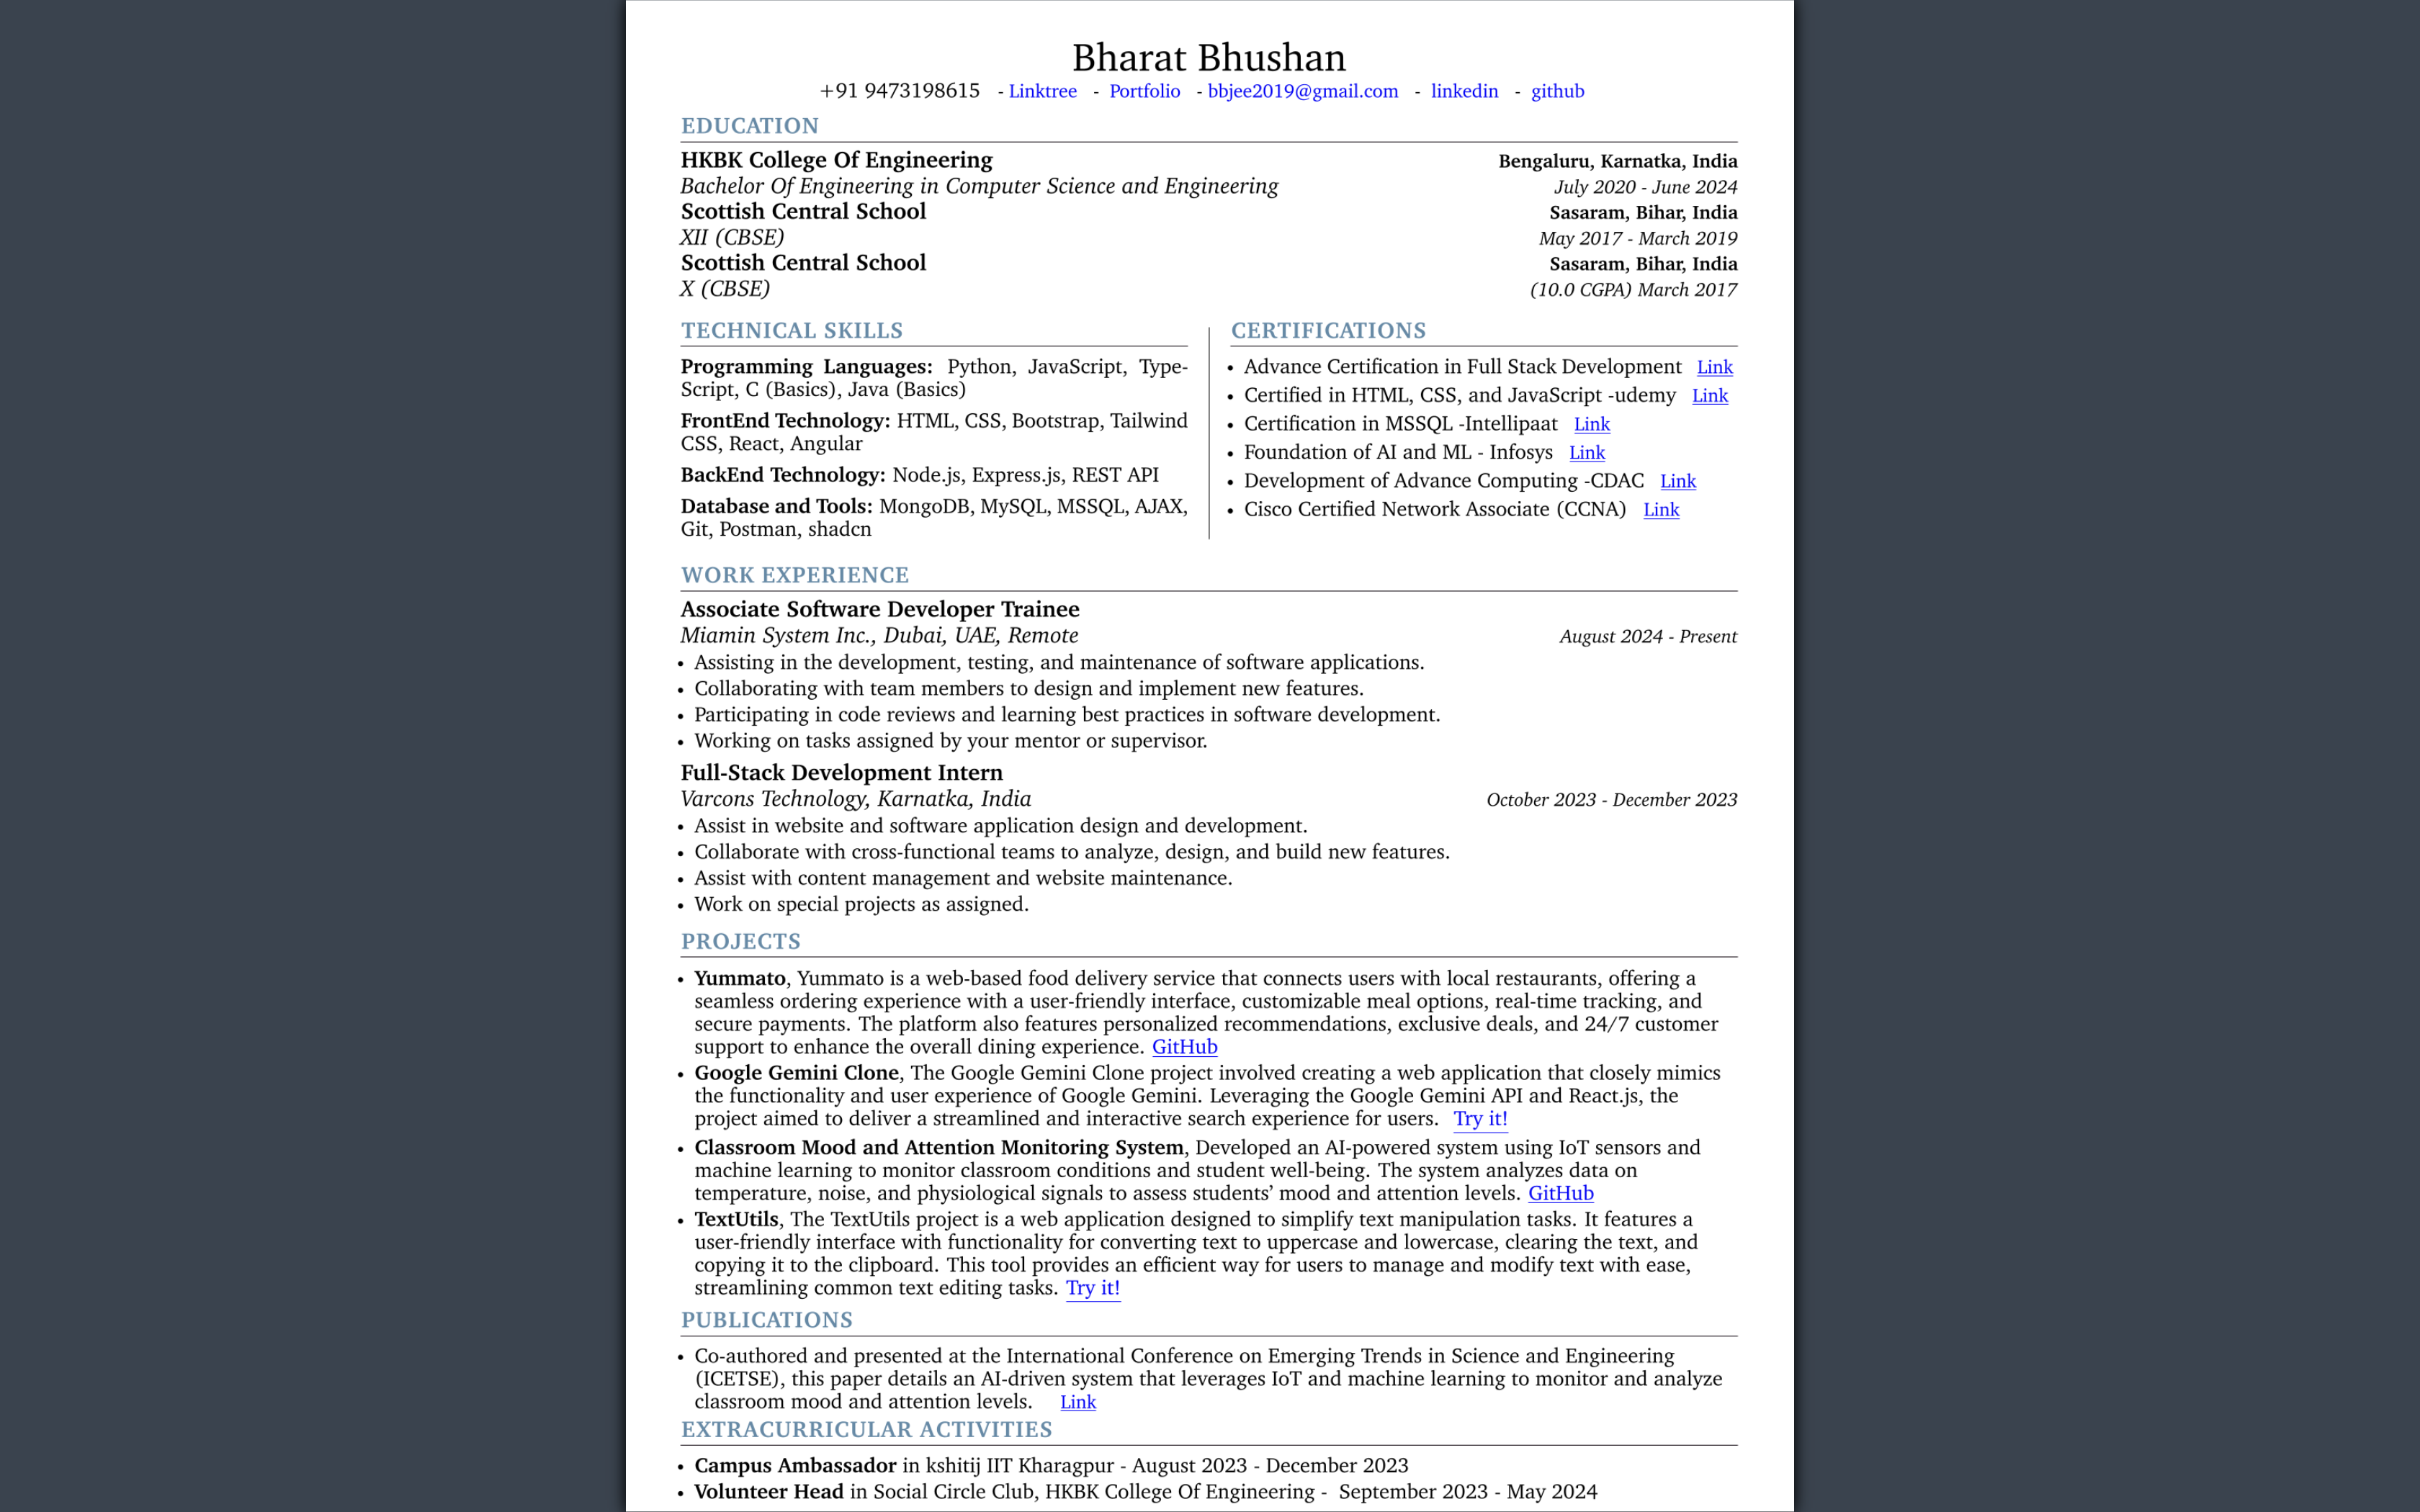 Bharat Bhushan
+91 9473198615 - Linktree - Portfolio - bbjee2019@gmail.com - linkedin - github
EDUCATION
HKBK College Of Engineering Bengaluru, Karnatka, India
Bachelor Of Engineering in Computer Science and Engineering July 2020 - June 2024
Scottish Central School Sasaram, Bihar, India
XII (CBSE) May 2017 - March 2019
Scottish Central School Sasaram, Bihar, India
X (CBSE) (10.0 CGPA) March 2017
TECHNICAL SKILLS
Programming Languages: Python, JavaScript, Type-
Script, C (Basics), Java (Basics)
FrontEnd Technology: HTML, CSS, Bootstrap, Tailwind
CSS, React, Angular
BackEnd Technology: Node.js, Express.js, REST API
Database and Tools: MongoDB, MySQL, MSSQL, AJAX,
Git, Postman, shadcn
CERTIFICATIONS
• Advance Certification in Full Stack Development Link
• Certified in HTML, CSS, and JavaScript -udemy Link
• Certification in MSSQL -Intellipaat Link
• Foundation of AI and ML - Infosys Link
• Development of Advance Computing -CDAC Link
• Cisco Certified Network Associate (CCNA) Link
WORK EXPERIENCE
Associate Software Developer Trainee
Miamin System Inc., Dubai, UAE, Remote August 2024 - Present
• Assisting in the development, testing, and maintenance of software applications.
• Collaborating with team members to design and implement new features.
• Participating in code reviews and learning best practices in software development.
• Working on tasks assigned by your mentor or supervisor.
Full-Stack Development Intern
Varcons Technology, Karnatka, India October 2023 - December 2023
• Assist in website and software application design and development.
• Collaborate with cross-functional teams to analyze, design, and build new features.
• Assist with content management and website maintenance.
• Work on special projects as assigned.
PROJECTS
• Yummato, Yummato is a web-based food delivery service that connects users with local restaurants, offering a
seamless ordering experience with a user-friendly interface, customizable meal options, real-time tracking, and
secure payments. The platform also features personalized recommendations, exclusive deals, and 24/7 customer
support to enhance the overall dining experience. GitHub
• Google Gemini Clone, The Google Gemini Clone project involved creating a web application that closely mimics
the functionality and user experience of Google Gemini. Leveraging the Google Gemini API and React.js, the
project aimed to deliver a streamlined and interactive search experience for users. Try it!
• Classroom Mood and Attention Monitoring System, Developed an AI-powered system using IoT sensors and
machine learning to monitor classroom conditions and student well-being. The system analyzes data on
temperature, noise, and physiological signals to assess students’ mood and attention levels. GitHub
• TextUtils, The TextUtils project is a web application designed to simplify text manipulation tasks. It features a
user-friendly interface with functionality for converting text to uppercase and lowercase, clearing the text, and
copying it to the clipboard. This tool provides an efficient way for users to manage and modify text with ease,
streamlining common text editing tasks. Try it!
PUBLICATIONS
• Co-authored and presented at the International Conference on Emerging Trends in Science and Engineering
(ICETSE), this paper details an AI-driven system that leverages IoT and machine learning to monitor and analyze
classroom mood and attention levels. Link
EXTRACURRICULAR ACTIVITIES
• Campus Ambassador in kshitij IIT Kharagpur - August 2023 - December 2023
• Volunteer Head in Social Circle Club, HKBK College Of Engineering - September 2023 - May 2024